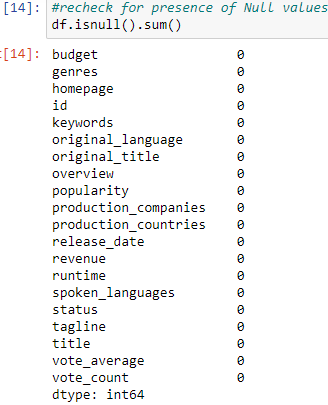 [14]: #recheck for presence of Null values
df.isnull().sum()
t[14]: budget 0
genres 0
homepage 0
id 0
keywords 0
original_language 0
original_title 0
overview 0
popularity 0
production_companies 0
production_countries 0
release_date 0
revenue 0
runtime 0
spoken_languages 0
status 0
tagline 0
title 0
vote_average 0
vote_count 0
dtype: int64